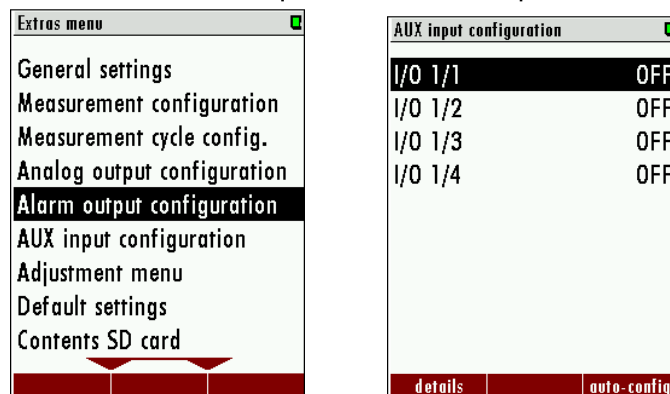 Extras menu
General settings
Measurement configuration
Measurement cycle config.
Analog output configuration
Alarm output configuration
AUX input configuration
Adjustment menu
Default settings
Contents SD card
AUX input configuration
I/O 1/1 OFF
I/O 1/2 OFF
I/O 1/3 OFF
I/O 1/4 OFF
details auto-config